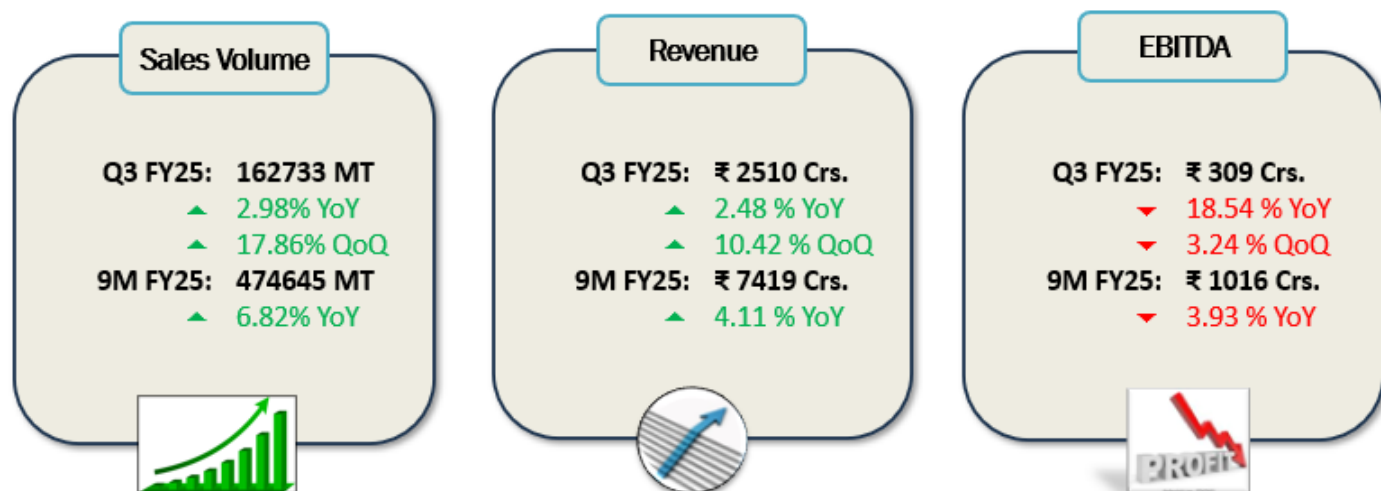 Sales Volume
Q3 FY25: 162733 MT
2.98% YoY
17.86% QoQ
9M FY25: 474645 MT
6.82% YoY
Revenue
Q3 FY25: ₹ 2510 Crs.
2.48 % YoY
10.42 % QoQ
9M FY25: ₹ 7419 Crs.
4.11 % YoY
EBITDA
Q3 FY25: ₹ 309 Crs.
18.54 % YoY
3.24 % QoQ
9M FY25: ₹ 1016 Crs.
3.93 % YoY
PROFIT